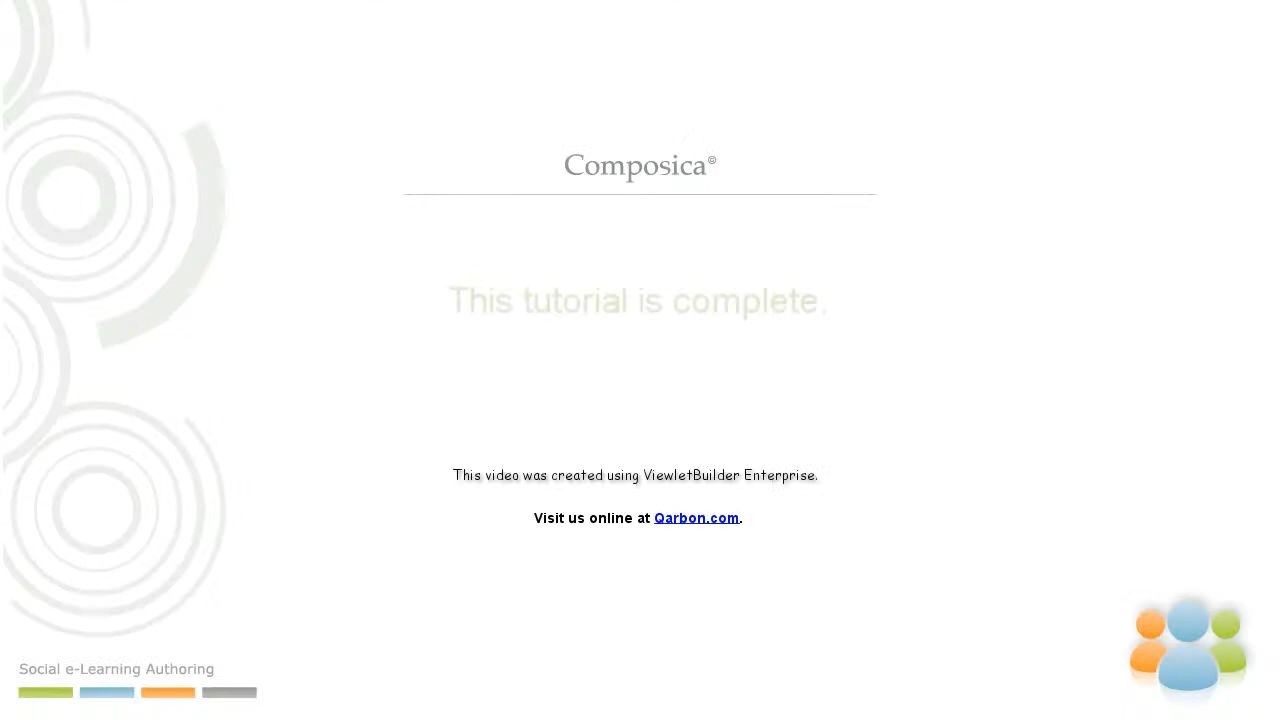 Composica©
This tutorial is complete.
This video was created using ViewletBuilder Enterprise.
Visit us online at Qarbon.com.
Social e-Learning Authoring